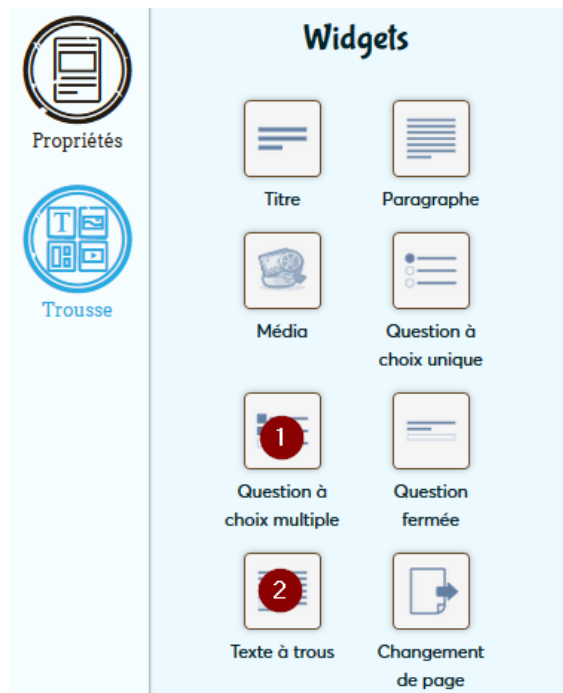 Widgets
Propriétés
T
Trousse
Titre
Paragraphe
Média
Question à
choix unique
1
Question à
choix multiple
Question
fermée
2
Texte à trous
Changement
de page